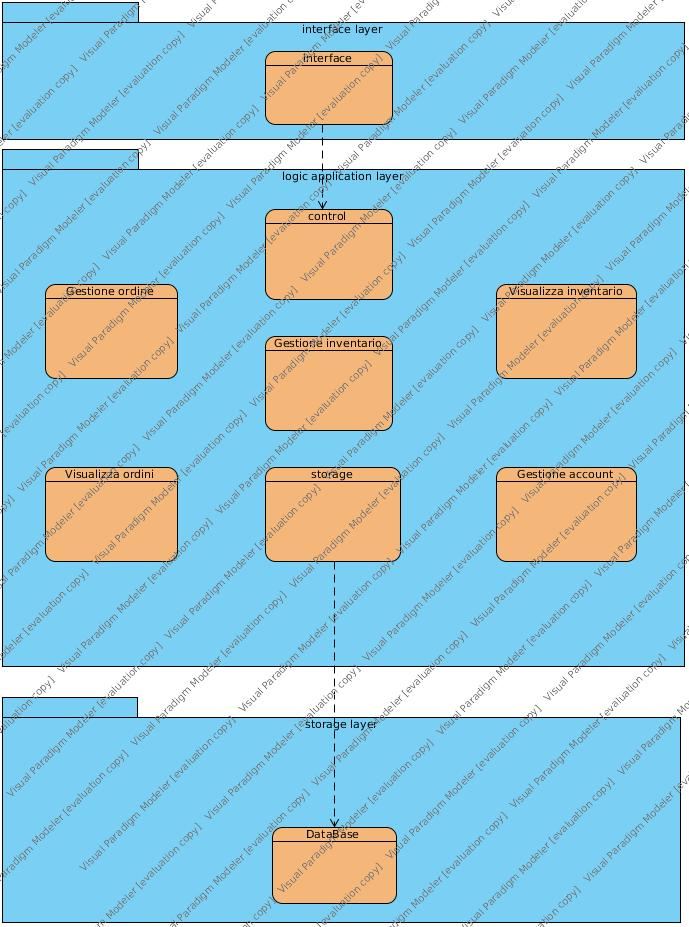 interface layer
interface
logic application layer
control
Gestione ordine
Visualizza inventario
Gestione inventario
Visualizza ordini
storage
Gestione account
storage layer
DataBase
Visual Paradigm Modeler [evaluation copy]